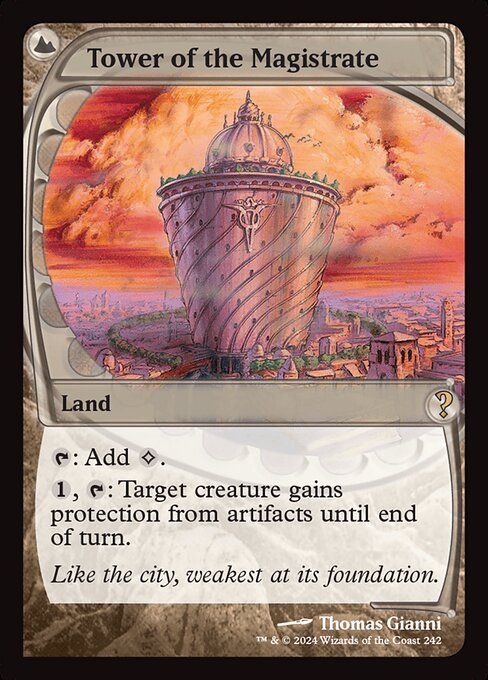 Tower of the Magistrate
Land
: Add .
1, : Target creature gains
protection from artifacts until end
of turn.
Like the city, weakest at its foundation.
Thomas Gianni
™ & © 2024 Wizards of the Coast 242